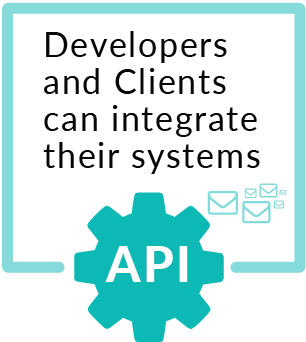 Developers
and Clients
can integrate
their systems
API